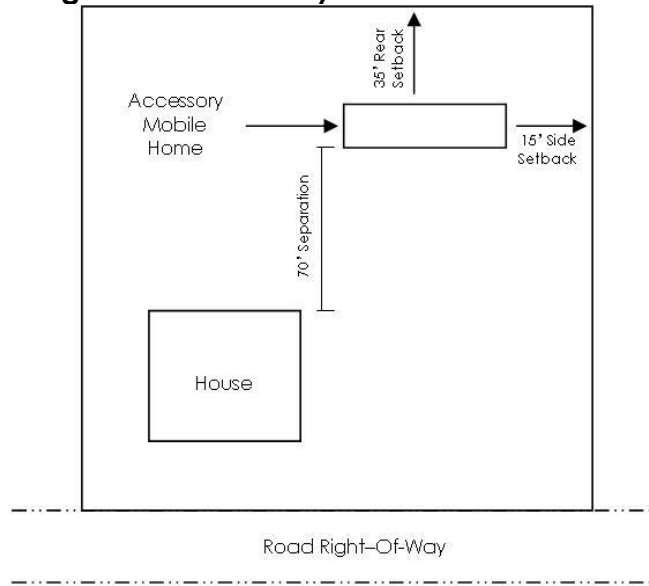 35' Rear
Setback
Accessory
Mobile
Home
15' Side
Setback
70' Separation
House
Road Right-Of-Way